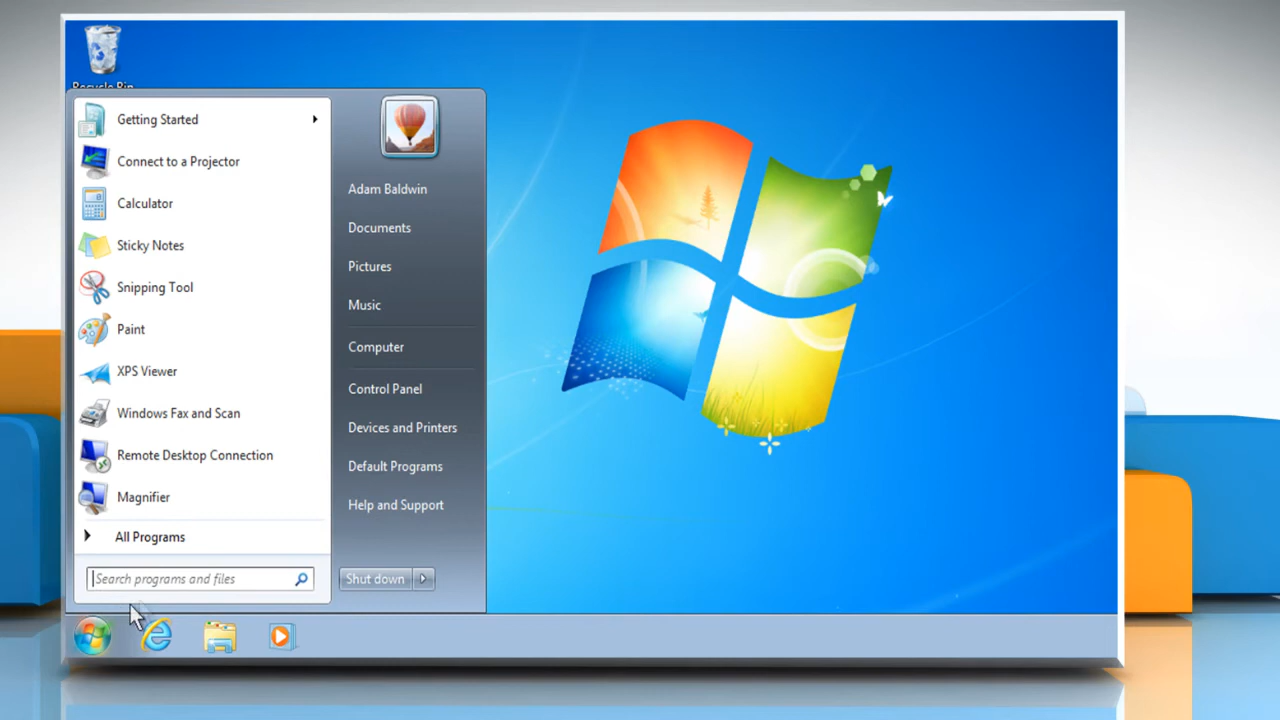 Recycle Bin
Getting Started
Connect to a Projector
Calculator
Sticky Notes
Snipping Tool
Paint
XPS Viewer
Windows Fax and Scan
Remote Desktop Connection
Magnifier
All Programs
Search programs and files
Adam Baldwin
Documents
Pictures
Music
Computer
Control Panel
Devices and Printers
Default Programs
Help and Support
Shut down